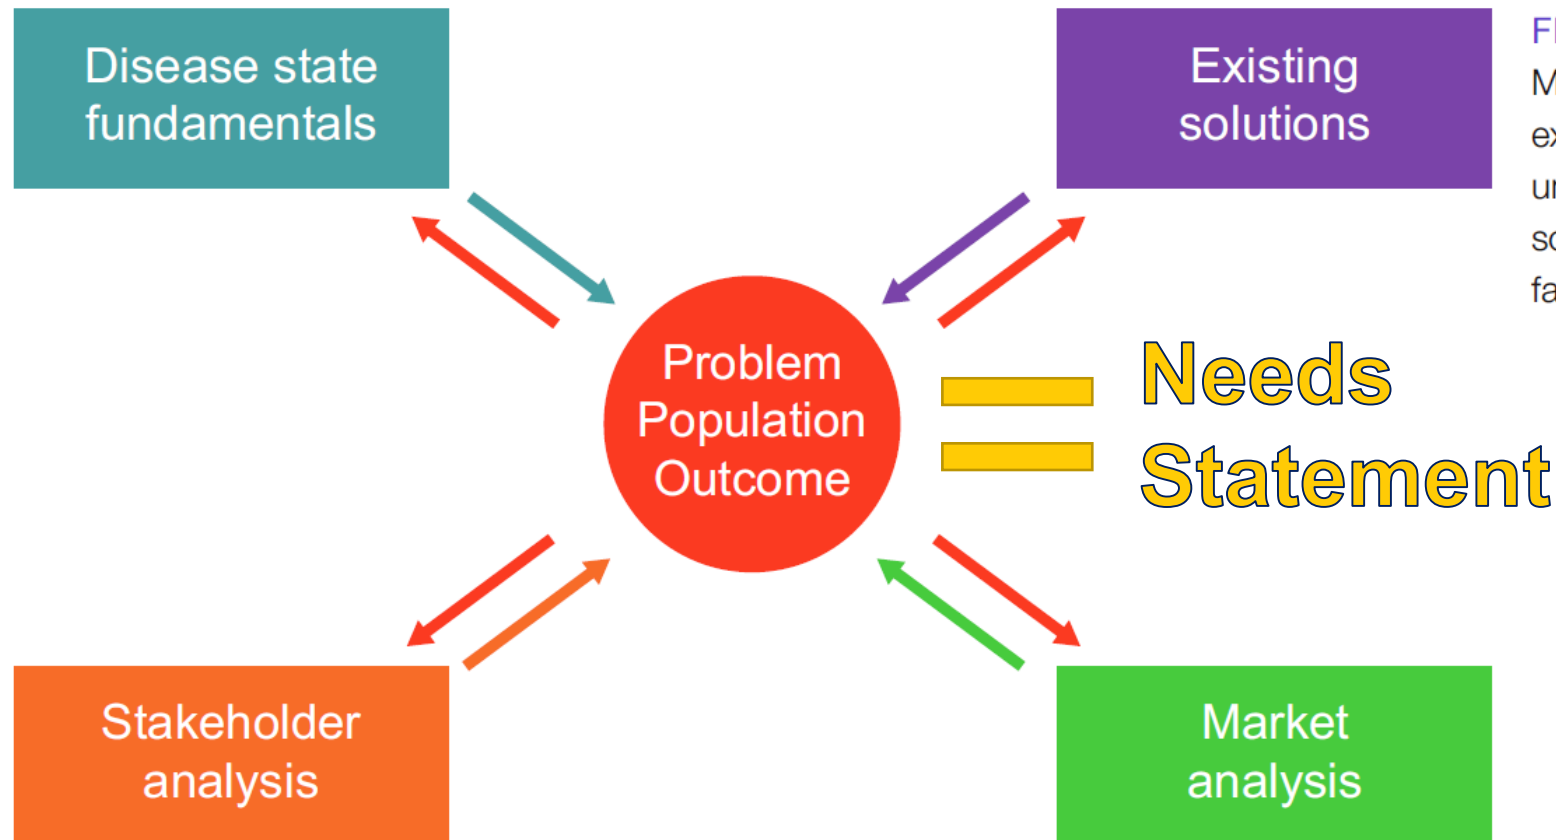 Disease state
fundamentals
Existing
solutions
Problem
Population
Outcome
Needs
Statement
Stakeholder
analysis
Market
analysis